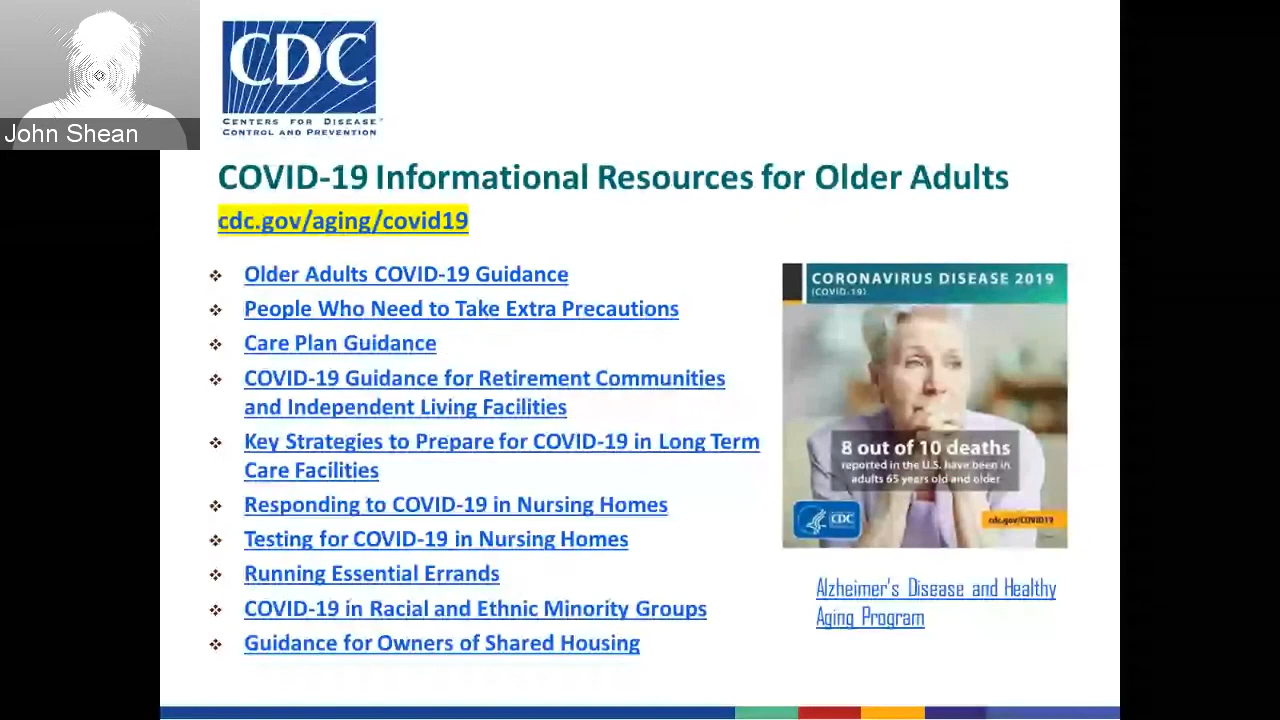 John Shean
CDC
CENTERS FOR DISEASE
CONTROL AND PREVENTION
COVID-19 Informational Resources for Older Adults
cdc.gov/aging/covid19
Older Adults COVID-19 Guidance
People Who Need to Take Extra Precautions
Care Plan Guidance
COVID-19 Guidance for Retirement Communities
and Independent Living Facilities
Key Strategies to Prepare for COVID-19 in Long Term
Care Facilities
Responding to COVID-19 in Nursing Homes
Testing for COVID-19 in Nursing Homes
Running Essential Errands
COVID-19 in Racial and Ethnic Minority Groups
Guidance for Owners of Shared Housing
CORONAVIRUS DISEASE 2019
(COVID-19)
8 out of 10 deaths
reported in the U.S. have been in
adults 65 years old and older
CDC
cdc.gov/COVID19
Alzheimer's Disease and Healthy
Aging Program